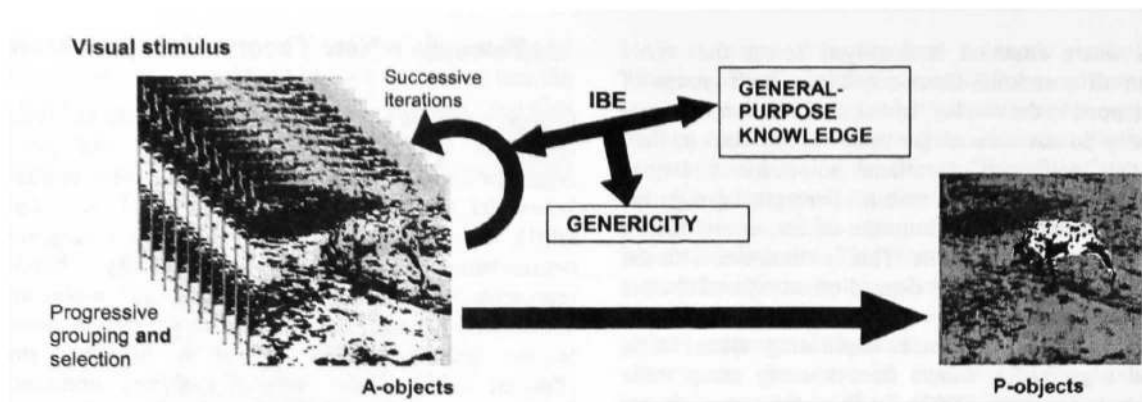 Visual stimulus
Successive
iterations
IBE
GENERAL-
PURPOSE
KNOWLEDGE
GENERICITY
Progressive
grouping and
selection
A-objects
P-objects